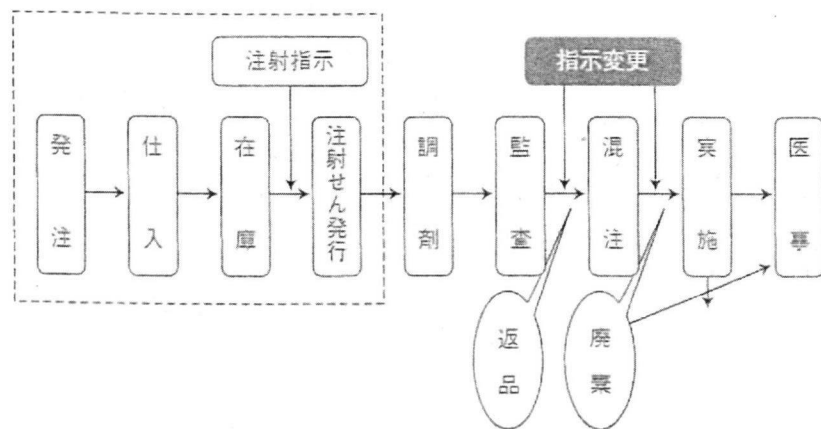 注射指示
指示変更
発注
仕入
在庫
注射せん発行
調剤
監査
混注
実施
医事
返品
廃棄